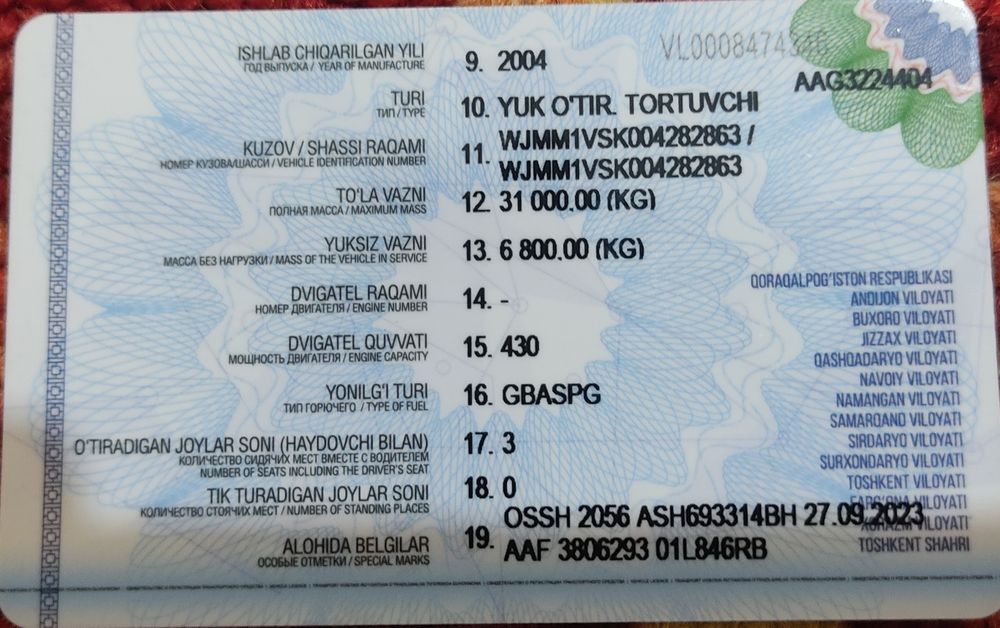 VL0008474346
AAG3224404
ISHLAB CHIQARILGAN YILI
ГОД ВЫПУСКА / YEAR OF MANUFACTURE
9. 2004
TURI
ТИП / TYPE
10. YUK O'TIR. TORTUVCHI
KUZOV / SHASSI RAQAMI
НОМЕР КУЗОВА/ШАССИ / VEHICLE IDENTIFICATION NUMBER
11. WJMM1VSK004282863 /
WJMM1VSK004282863
TO'LA VAZNI
ПОЛНАЯ МАССА / MAXIMUM MASS
12. 31 000.00 (KG)
YUKSIZ VAZNI
МАССА БЕЗ НАГРУЗКИ / MASS OF THE VEHICLE IN SERVICE
13. 6 800.00 (KG)
DVIGATEL RAQAMI
НОМЕР ДВИГАТЕЛЯ / ENGINE NUMBER
14. -
DVIGATEL QUVVATI
МОЩНОСТЬ ДВИГАТЕЛЯ / ENGINE CAPACITY
15. 430
YONILG'I TURI
ТИП ГОРЮЧЕГО / TYPE OF FUEL
16. GBASPG
O'TIRADIGAN JOYLAR SONI (HAYDOVCHI BILAN)
КОЛИЧЕСТВО СИДЯЧИХ МЕСТ ВМЕСТЕ С ВОДИТЕЛЕМ
NUMBER OF SEATS INCLUDING THE DRIVER'S SEAT
17. 3
TIK TURADIGAN JOYLAR SONI
КОЛИЧЕСТВО СТОЯЧИХ МЕСТ / NUMBER OF STANDING PLACES
18. 0
ALOHIDA BELGILAR
ОСОБЫЕ ОТМЕТКИ / SPECIAL MARKS
19. OSSH 2056 ASH693314BH 27.09.2023
AAF 3806293 01L846RB
QORAQALPOG'ISTON RESPUBLIKASI
ANDIJON VILOYATI
BUXORO VILOYATI
JIZZAX VILOYATI
QASHQADARYO VILOYATI
NAVOIY VILOYATI
NAMANGAN VILOYATI
SAMARQAND VILOYATI
SIRDARYO VILOYATI
SURXONDARYO VILOYATI
TOSHKENT VILOYATI
FARG'ONA VILOYATI
XORAZM VILOYATI
TOSHKENT SHAHRI